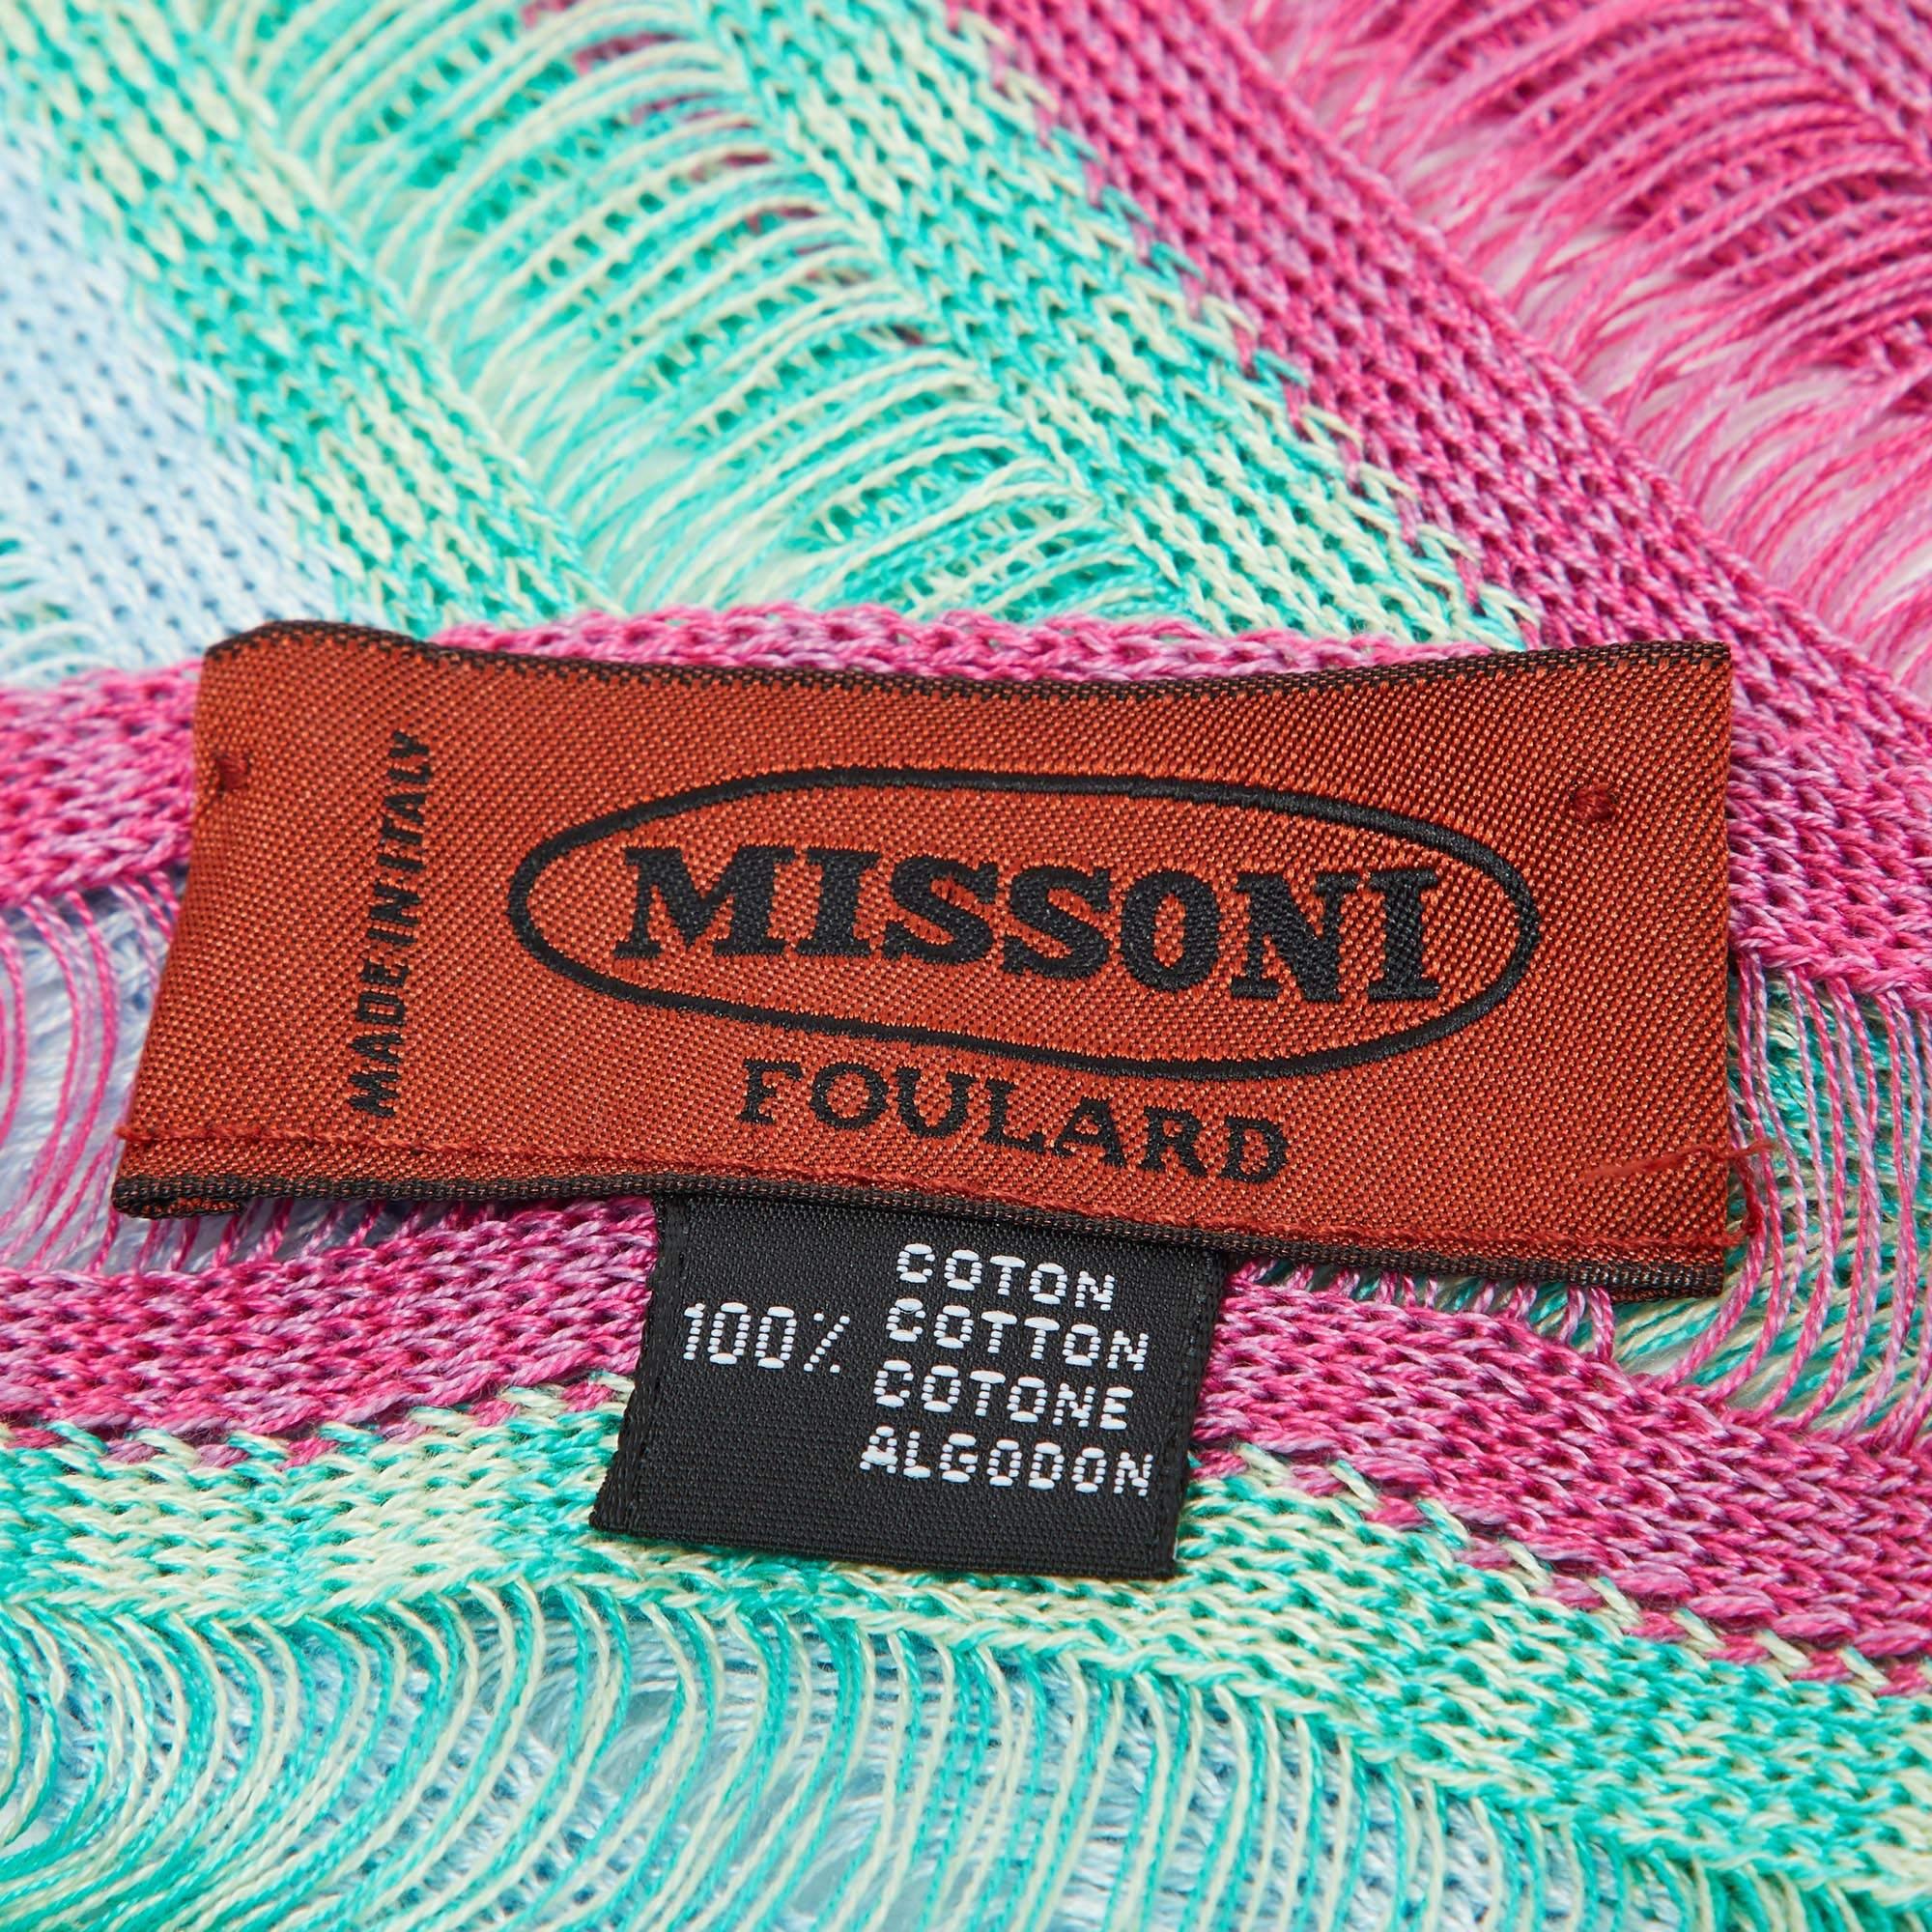 MADE IN ITALY
MISSONI
FOULARD
100%
COTON
COTTON
COTONE
ALGODON